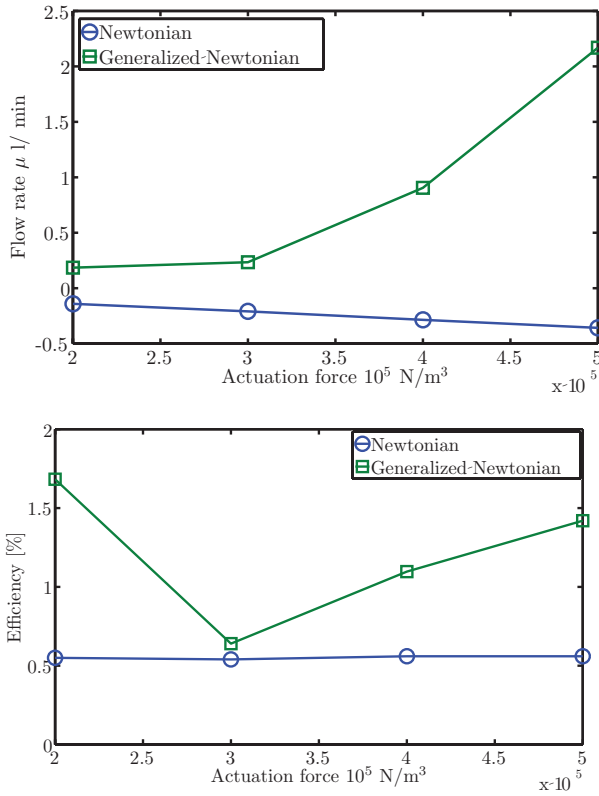 2.5
2
1.5
1
0.5
0
-0.5
Flow rate μ l/ min
Newtonian
Generalized-Newtonian
2 2.5 3 3.5 4 4.5 5
Actuation force 10⁵ N/m³
x-10⁵
2
1.5
1
0.5
0
Efficiency [%]
Newtonian
Generalized-Newtonian
2 2.5 3 3.5 4 4.5 5
Actuation force 10⁵ N/m³
x-10⁵